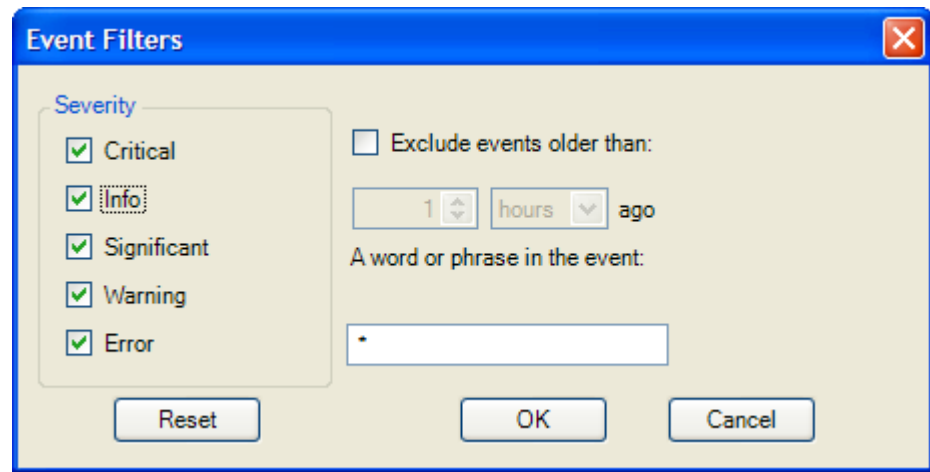 Event Filters
Severity
Critical
Info
Significant
Warning
Error
Exclude events older than:
1 hours ago
A word or phrase in the event:
*
Reset OK Cancel